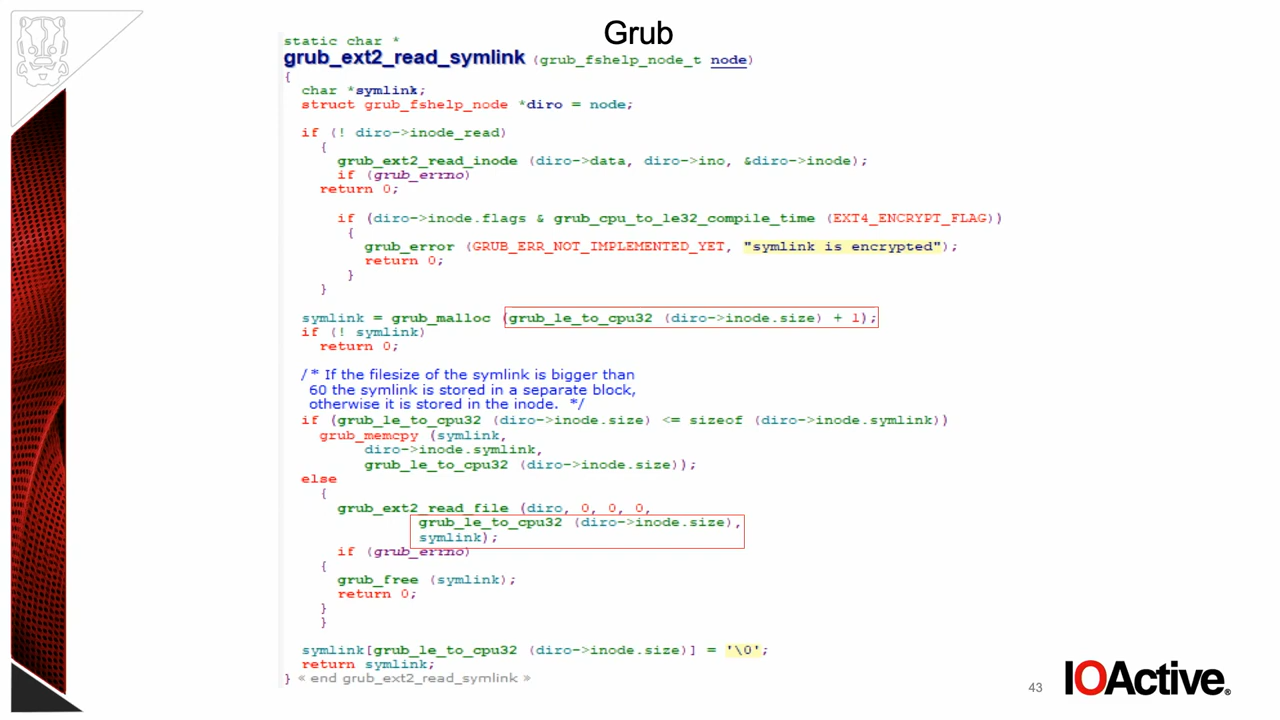 Grub
static char *
grub_ext2_read_symlink (grub_fshelp_node_t node)
{
char *symlink;
struct grub_fshelp_node *diro = node;
if (! diro->inode_read)
{
grub_ext2_read_inode (diro->data, diro->ino, &diro->inode);
if (grub_errno)
return 0;
if (diro->inode.flags & grub_cpu_to_le32_compile_time (EXT4_ENCRYPT_FLAG))
{
grub_error (GRUB_ERR_NOT_IMPLEMENTED_YET, "symlink is encrypted");
return 0;
}
}
symlink = grub_malloc (grub_le_to_cpu32 (diro->inode.size) + 1);
if (! symlink)
return 0;
/* If the filesize of the symlink is bigger than
60 the symlink is stored in a separate block,
otherwise it is stored in the inode. */
if (grub_le_to_cpu32 (diro->inode.size) <= sizeof (diro->inode.symlink))
grub_memcpy (symlink,
diro->inode.symlink,
grub_le_to_cpu32 (diro->inode.size));
else
{
grub_ext2_read_file (diro, 0, 0, 0,
grub_le_to_cpu32 (diro->inode.size),
symlink);
if (grub_errno)
{
grub_free (symlink);
return 0;
}
}
symlink[grub_le_to_cpu32 (diro->inode.size)] = '\0';
return symlink;
} « end grub_ext2_read_symlink »
43
IOActive®